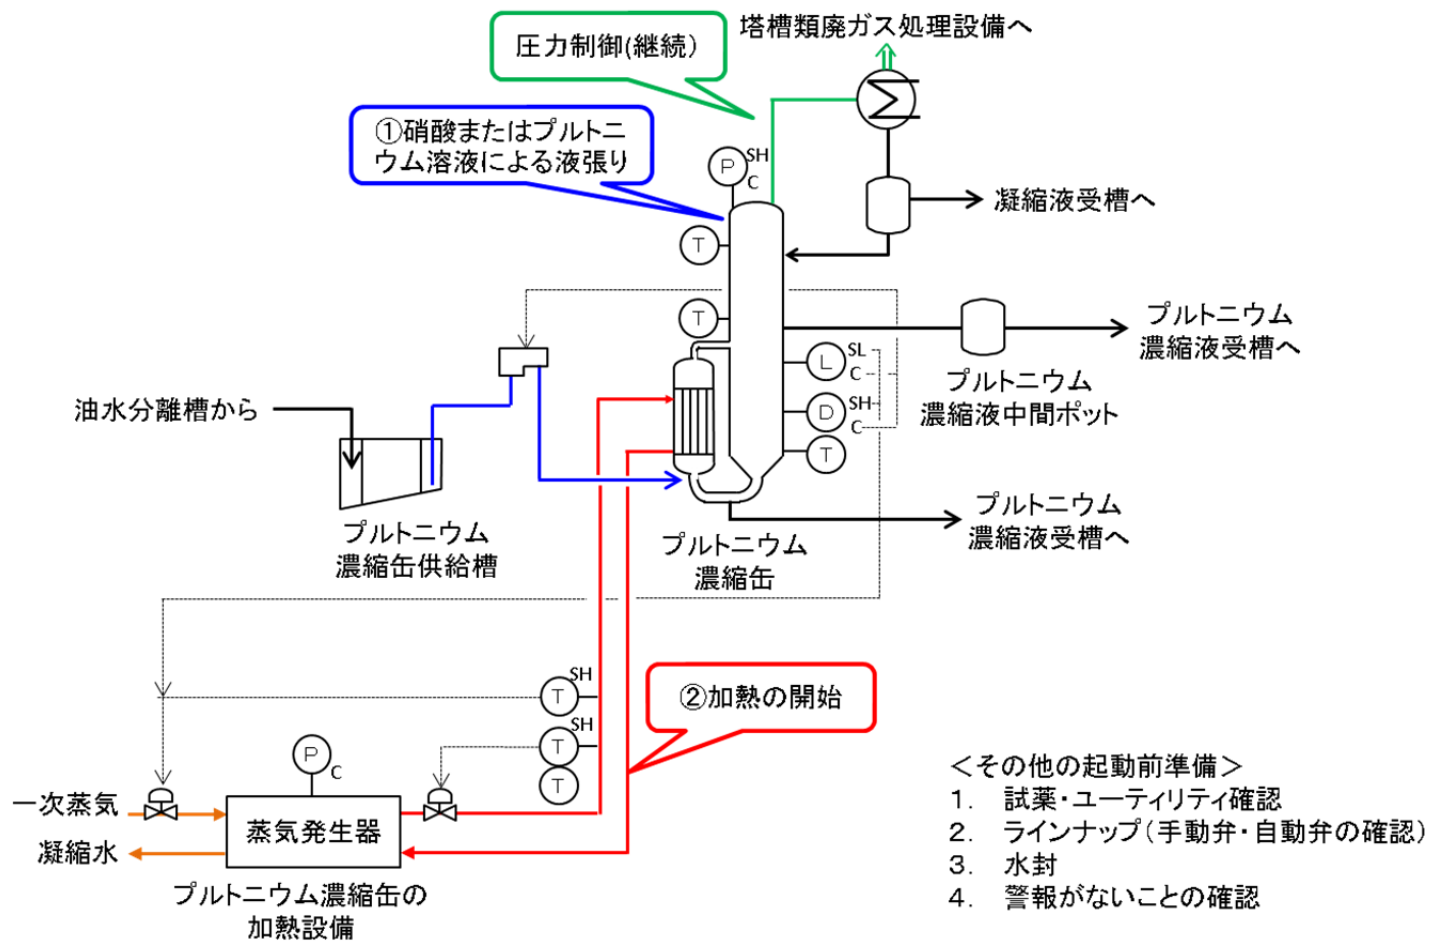 塔槽類廃ガス処理設備へ
圧力制御(継続)
①硝酸またはプルトニ
ウム溶液による液張り
P
SH
C
凝縮液受槽へ
T
T
プルトニウム
濃縮液受槽へ
プルトニウム
濃縮液中間ポット
L
SL
C
D
SH
C
T
油水分離槽から
プルトニウム
濃縮缶供給槽
プルトニウム
濃縮缶
プルトニウム
濃縮液受槽へ
T
SH
T
SH
T
②加熱の開始
P
C
一次蒸気
凝縮水
蒸気発生器
プルトニウム濃縮缶の
加熱設備
<その他の起動前準備>
1. 試薬・ユーティリティ確認
2. ラインナップ(手動弁・自動弁の確認)
3. 水封
4. 警報がないことの確認